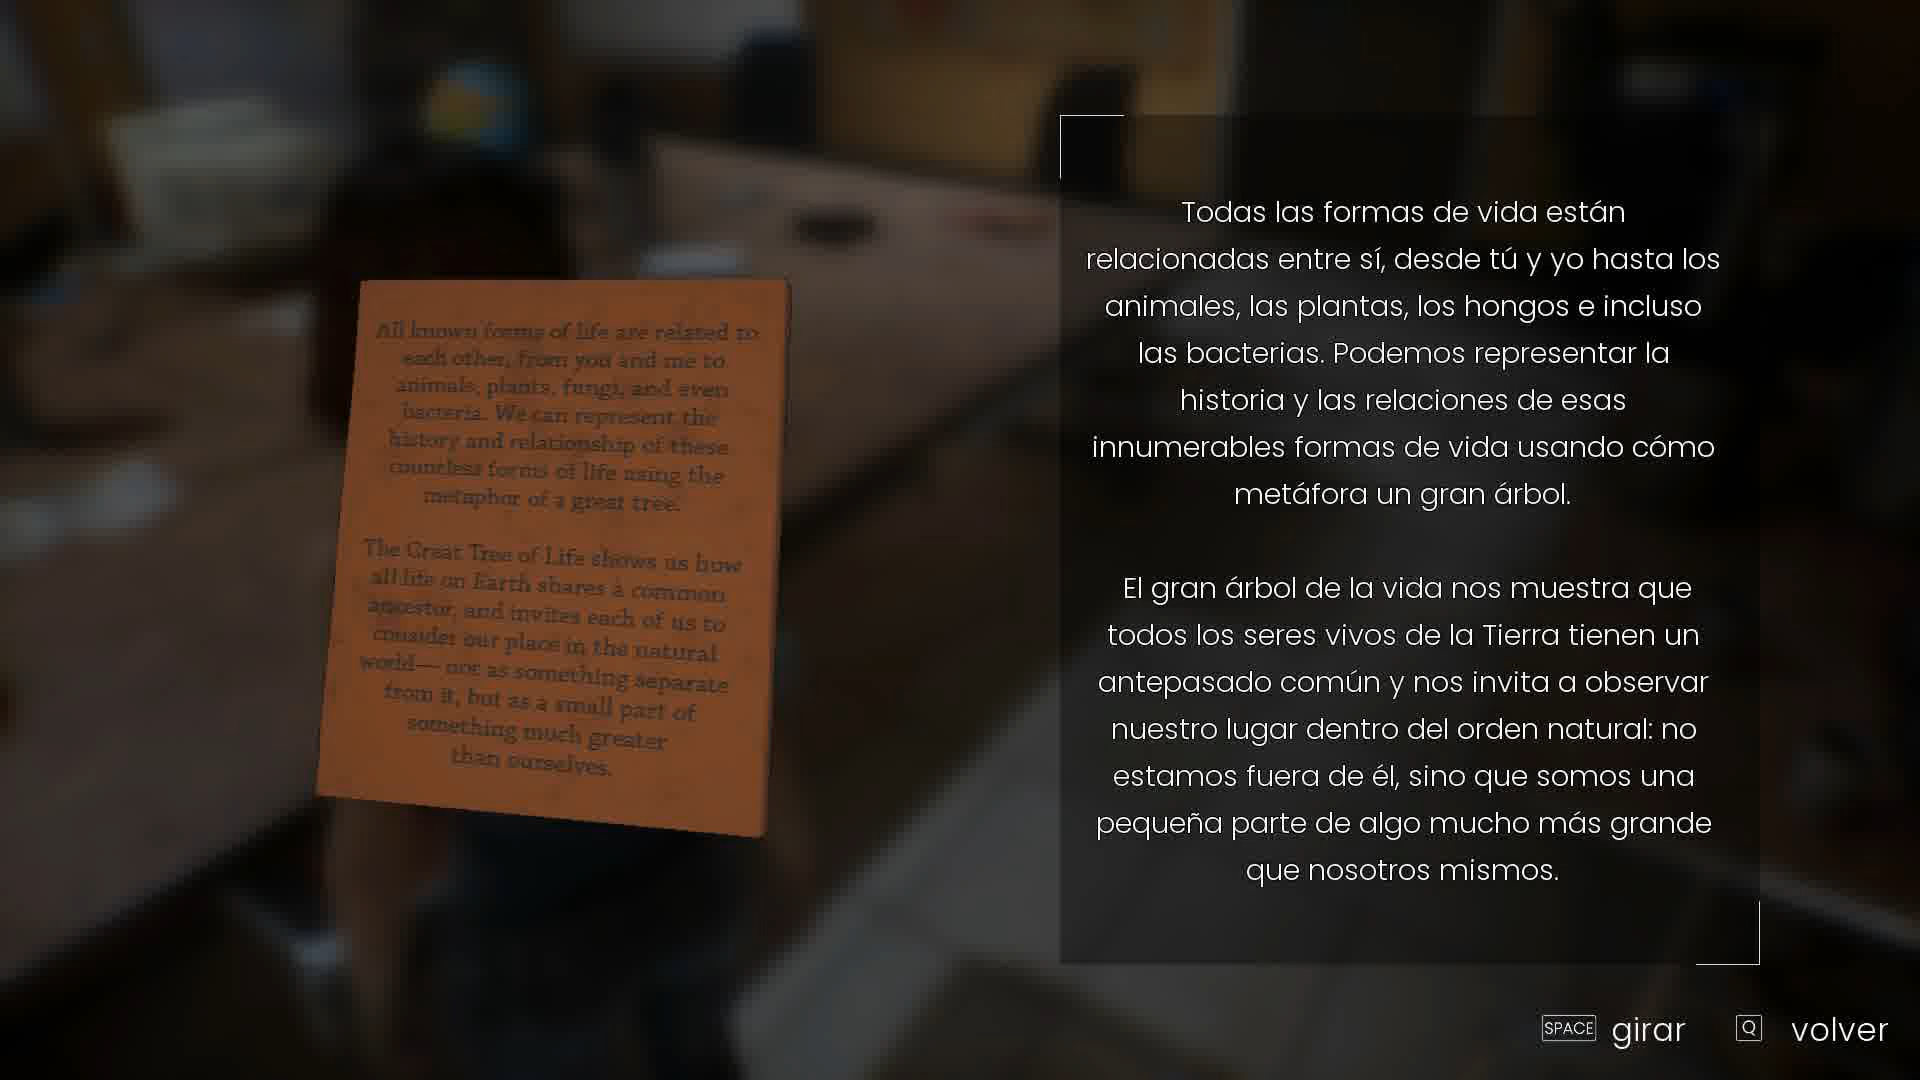 All known forms of life are related to
each other, from you and me to
animals, plants, fungi, and even
bacteria. We can represent the
history and relationship of these
countless forms of life using the
metaphor of a great tree.
The Great Tree of Life shows us how
all life on Earth shares a common
ancestor, and invites each of us to
consider our place in the natural
world— not as something separate
from it, but as a small part of
something much greater
than ourselves.
Todas las formas de vida están
relacionadas entre sí, desde tú y yo hasta los
animales, las plantas, los hongos e incluso
las bacterias. Podemos representar la
historia y las relaciones de esas
innumerables formas de vida usando cómo
metáfora un gran árbol.
El gran árbol de la vida nos muestra que
todos los seres vivos de la Tierra tienen un
antepasado común y nos invita a observar
nuestro lugar dentro del orden natural: no
estamos fuera de él, sino que somos una
pequeña parte de algo mucho más grande
que nosotros mismos.
SPACE girar Q volver